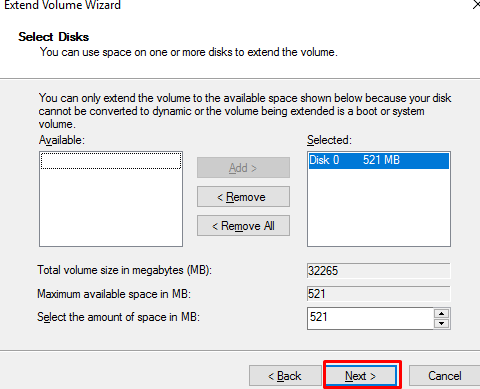 Extend Volume Wizard
Select Disks
You can use space on one or more disks to extend the volume.
You can only extend the volume to the available space shown below because your disk
cannot be converted to dynamic or the volume being extended is a boot or system
volume.
Available:
Selected:
Add >
Disk 0 521 MB
< Remove
< Remove All
Total volume size in megabytes (MB):
32265
Maximum available space in MB:
521
Select the amount of space in MB:
521
< Back
Next >
Cancel